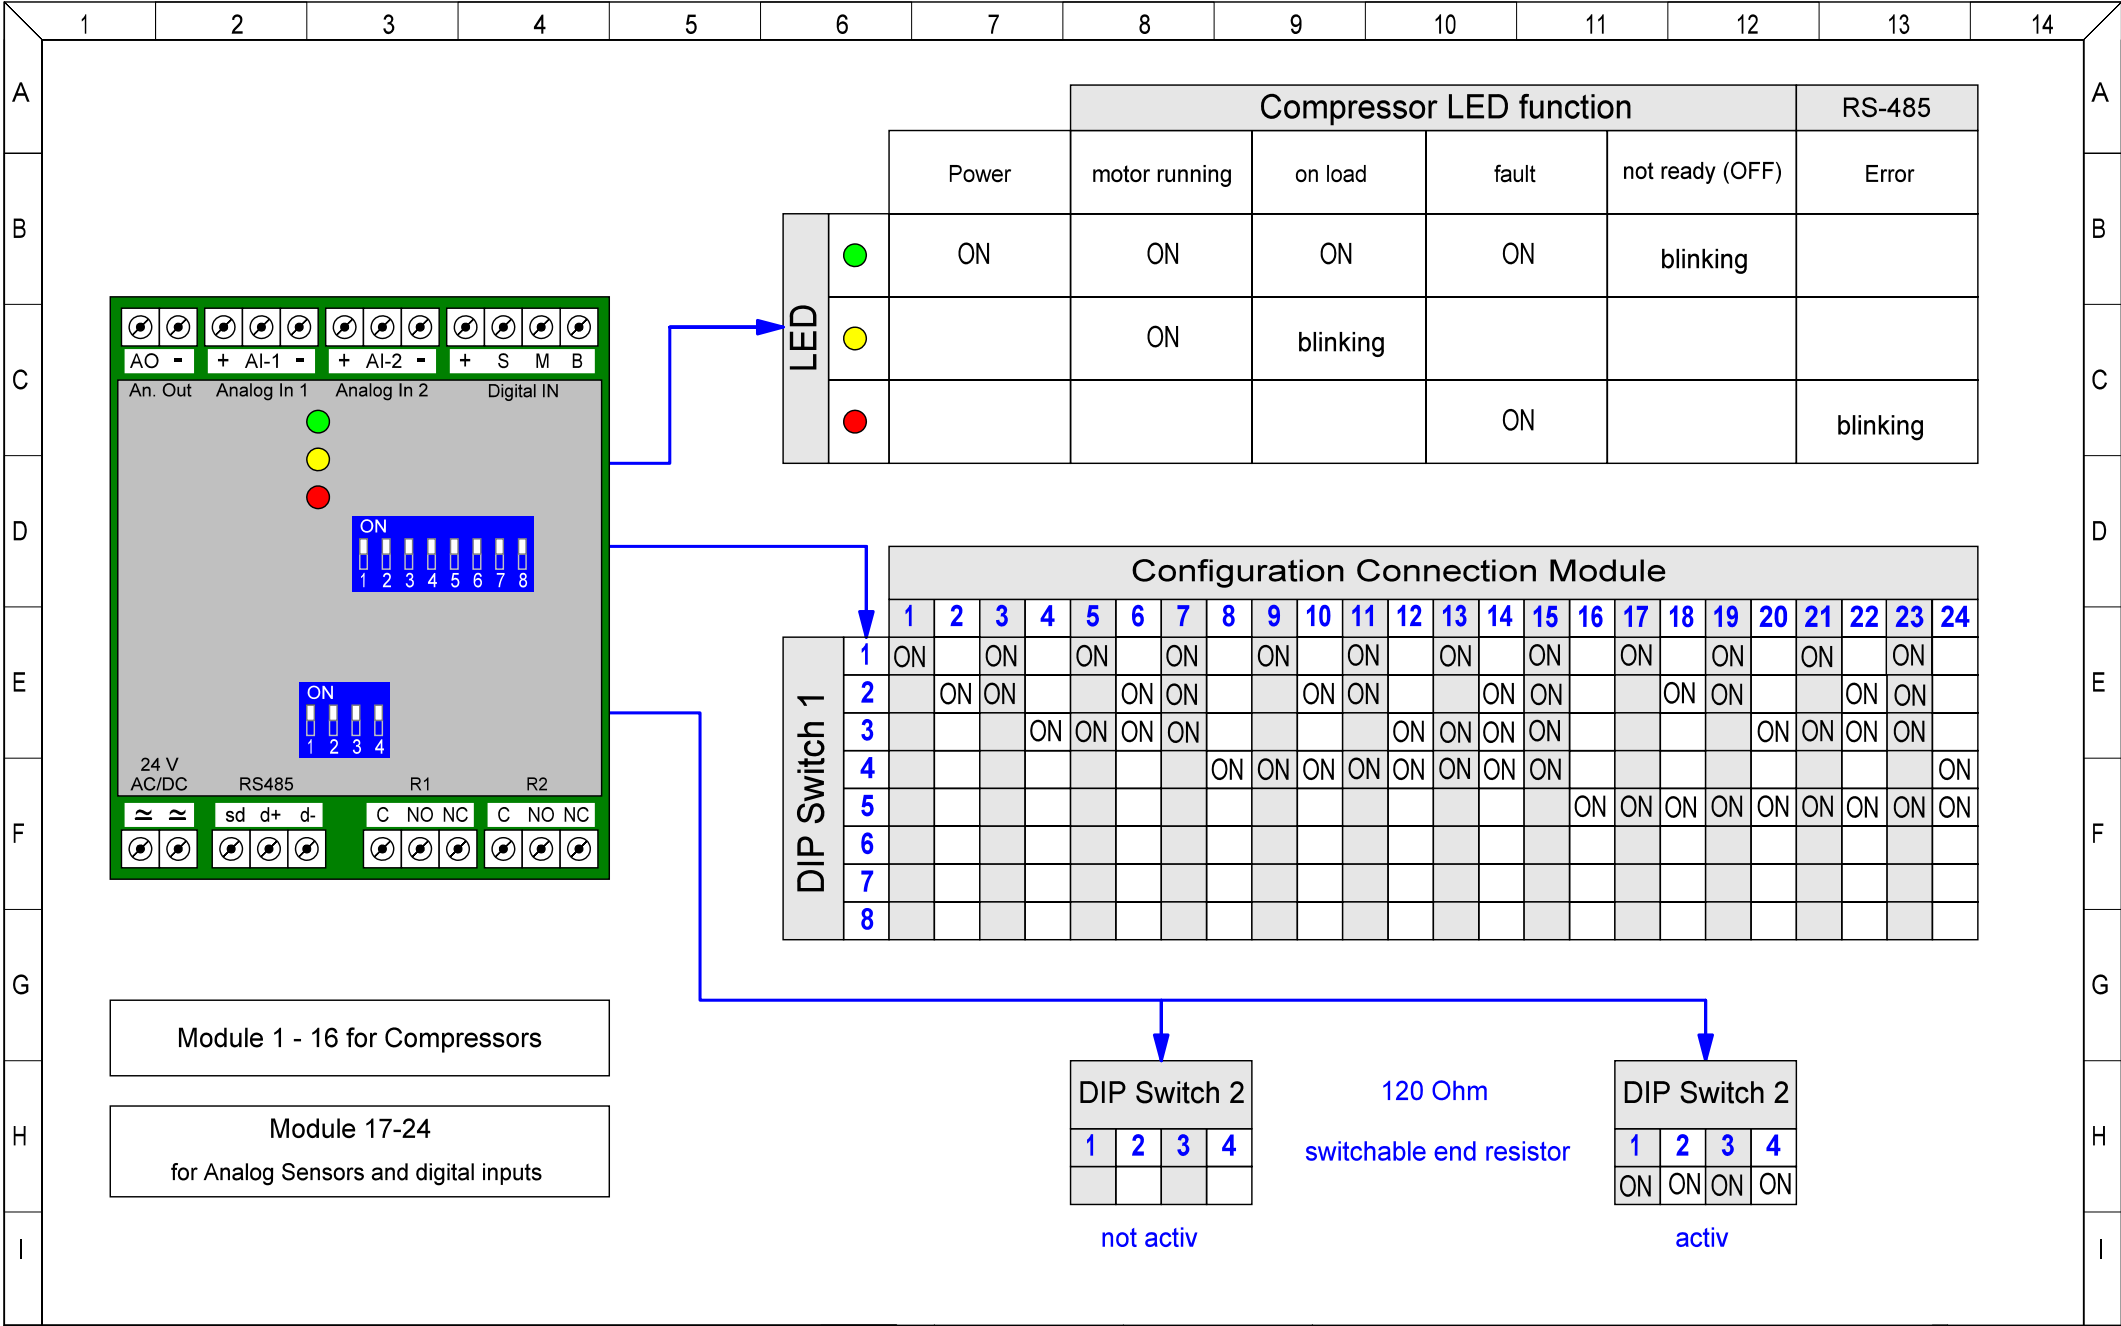 1 2 3 4 5 6 7 8 9 10 11 12 13 14
A A
B B
C C
D D
E E
F F
G G
H H
I I
AO - + AI-1 - + AI-2 - + S M B
An. Out Analog In 1 Analog In 2 Digital IN
ON
1 2 3 4 5 6 7 8
ON
1 2 3 4
24 V
AC/DC RS485 R1 R2
≃ ≃ sd d+ d- C NO NC C NO NC
Module 1 - 16 for Compressors
Module 17-24
for Analog Sensors and digital inputs
Compressor LED function RS-485
Power motor running on load fault not ready (OFF) Error
LED
ON ON ON ON blinking
ON blinking
ON blinking
Configuration Connection Module
1 2 3 4 5 6 7 8 9 10 11 12 13 14 15 16 17 18 19 20 21 22 23 24
DIP Switch 1
1 ON ON ON ON ON ON ON ON ON ON ON ON
2 ON ON ON ON ON ON ON ON ON ON ON ON
3 ON ON ON ON ON ON ON ON ON ON ON ON
4 ON ON ON ON ON ON ON ON ON
5 ON ON ON ON ON ON ON ON ON
6
7
8
DIP Switch 2
1 2 3 4
not activ
120 Ohm
switchable end resistor
DIP Switch 2
1 2 3 4
ON ON ON ON
activ